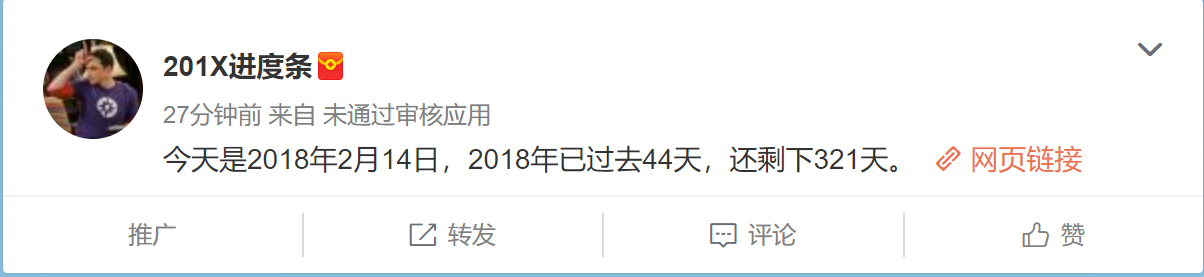 201X进度条
27分钟前 来自 未通过审核应用
今天是2018年2月14日，2018年已过去44天，还剩下321天。 网页链接
推广 转发 评论 赞